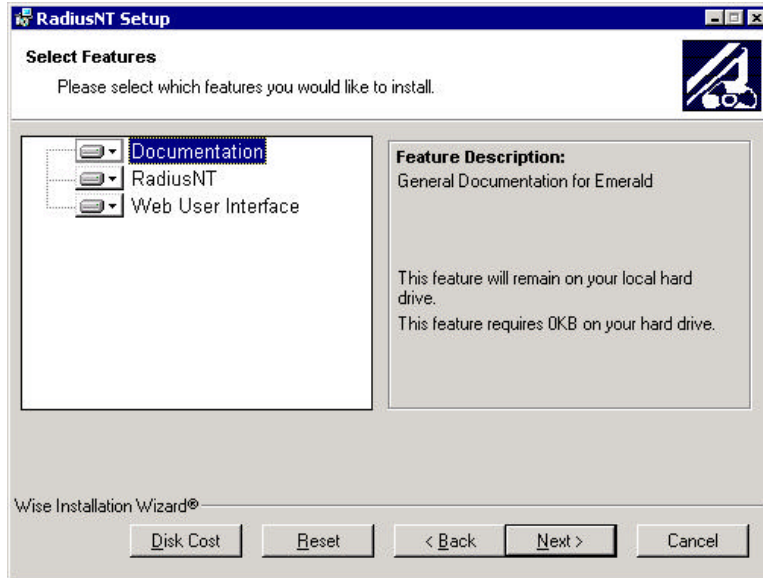 RadiusNT Setup
Select Features
Please select which features you would like to install.
Documentation
RadiusNT
Web User Interface
Feature Description:
General Documentation for Emerald
This feature will remain on your local hard
drive.
This feature requires 0KB on your hard drive.
Wise Installation Wizard®
Disk Cost
Reset
< Back
Next >
Cancel